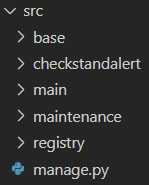 src
base
checkstandalert
main
maintenance
registry
manage.py